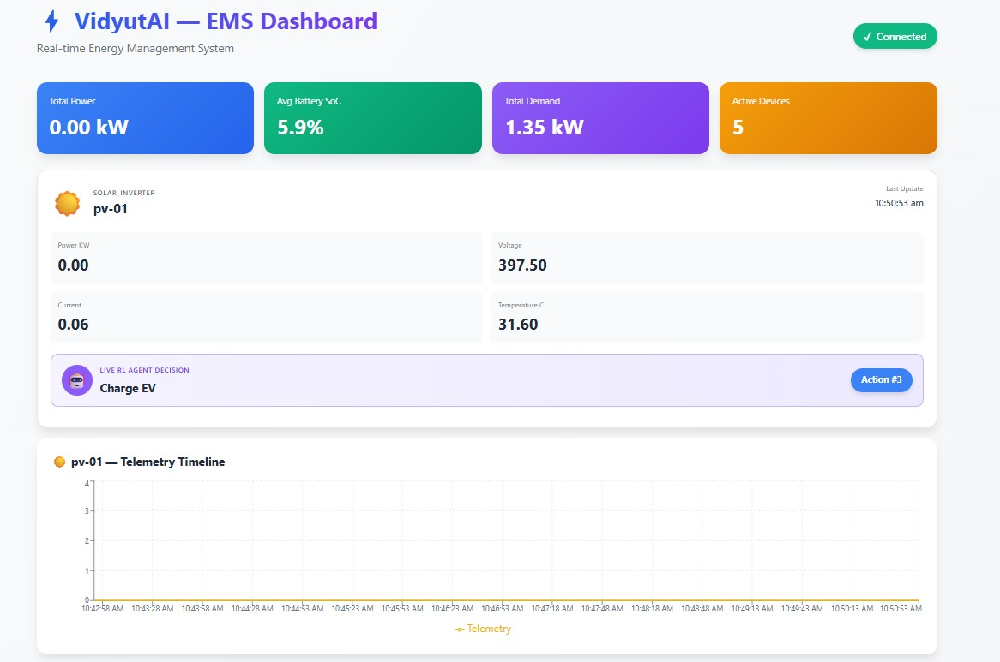 VidyutAI — EMS Dashboard
Real-time Energy Management System
✓ Connected
Total Power
0.00 kW
Avg Battery SoC
5.9%
Total Demand
1.35 kW
Active Devices
5
SOLAR INVERTER
pv-01
Last Update
10:50:53 am
Power KW
0.00
Voltage
397.50
Current
0.06
Temperature C
31.60
LIVE RL AGENT DECISION
Charge EV
Action #3
pv-01 — Telemetry Timeline
4
3
2
1
0
10:42:58 AM 10:43:28 AM 10:43:58 AM 10:44:28 AM 10:44:53 AM 10:45:23 AM 10:45:53 AM 10:46:23 AM 10:46:53 AM 10:47:18 AM 10:47:48 AM 10:48:18 AM 10:48:48 AM 10:49:13 AM 10:49:43 AM 10:50:13 AM 10:50:53 AM
Telemetry